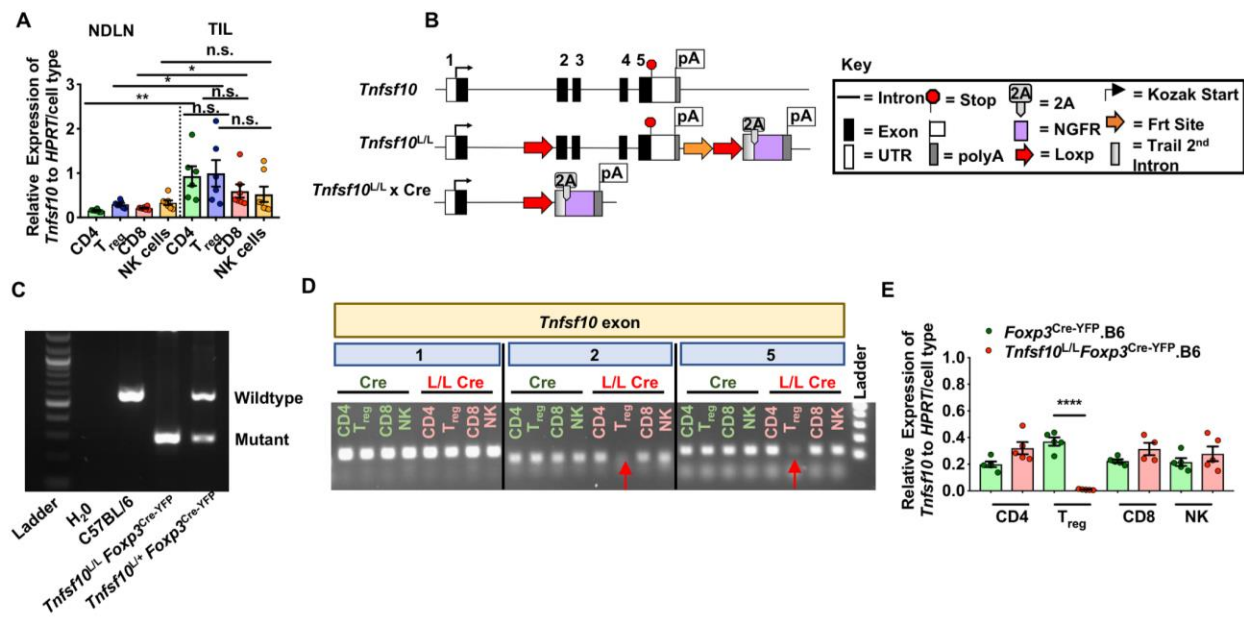 A
NDLN TIL
n.s.
*
*
**
n.s.
n.s.
n.s.
Relative Expression of
Tnfsf10 to HPRT/cell type
3
2
1
0
CD4
Treg
CD8
NK cells
CD4
Treg
CD8
NK cells
B
1 2 3 4 5 pA
Tnfsf10
2A pA
Tnfsf10L/L
2A pA
Tnfsf10L/L x Cre
Key
= Intron = Stop 2A = 2A = Kozak Start
= Exon = NGFR = Frt Site
= UTR = polyA = Loxp = Trail 2nd
Intron
C
Wildtype
Mutant
Ladder
H20
C57BL/6
Tnfsf10L/L Foxp3Cre-YFP
Tnfsf10L/+ Foxp3Cre-YFP
D
Tnfsf10 exon
1 2 5
Cre L/L Cre Cre L/L Cre Cre L/L Cre Ladder
CD4 Treg CD8 NK CD4 Treg CD8 NK CD4 Treg CD8 NK CD4 Treg CD8 NK CD4 Treg CD8 NK CD4 Treg CD8 NK
E
Foxp3Cre-YFP.B6
Tnfsf10L/LFoxp3Cre-YFP.B6
Relative Expression of
Tnfsf10 to HPRT/cell type
1.0
0.8
0.6
0.4
0.2
0.0
****
CD4 Treg CD8 NK